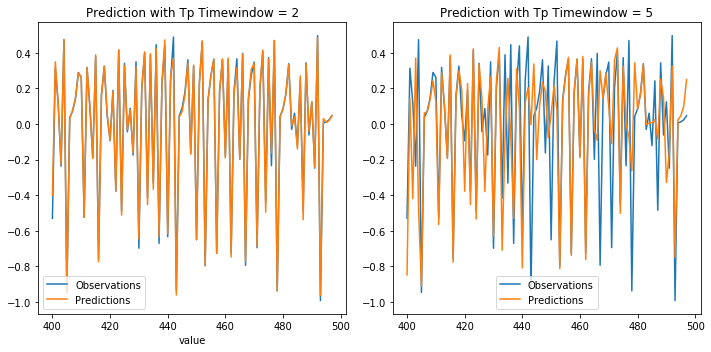 Prediction with Tp Timewindow = 2
0.4
0.2
0.0
−0.2
−0.4
−0.6
−0.8
−1.0
Observations
Predictions
400 420 440 460 480 500
value
Prediction with Tp Timewindow = 5
0.4
0.2
0.0
−0.2
−0.4
−0.6
−0.8
−1.0
Observations
Predictions
400 420 440 460 480 500